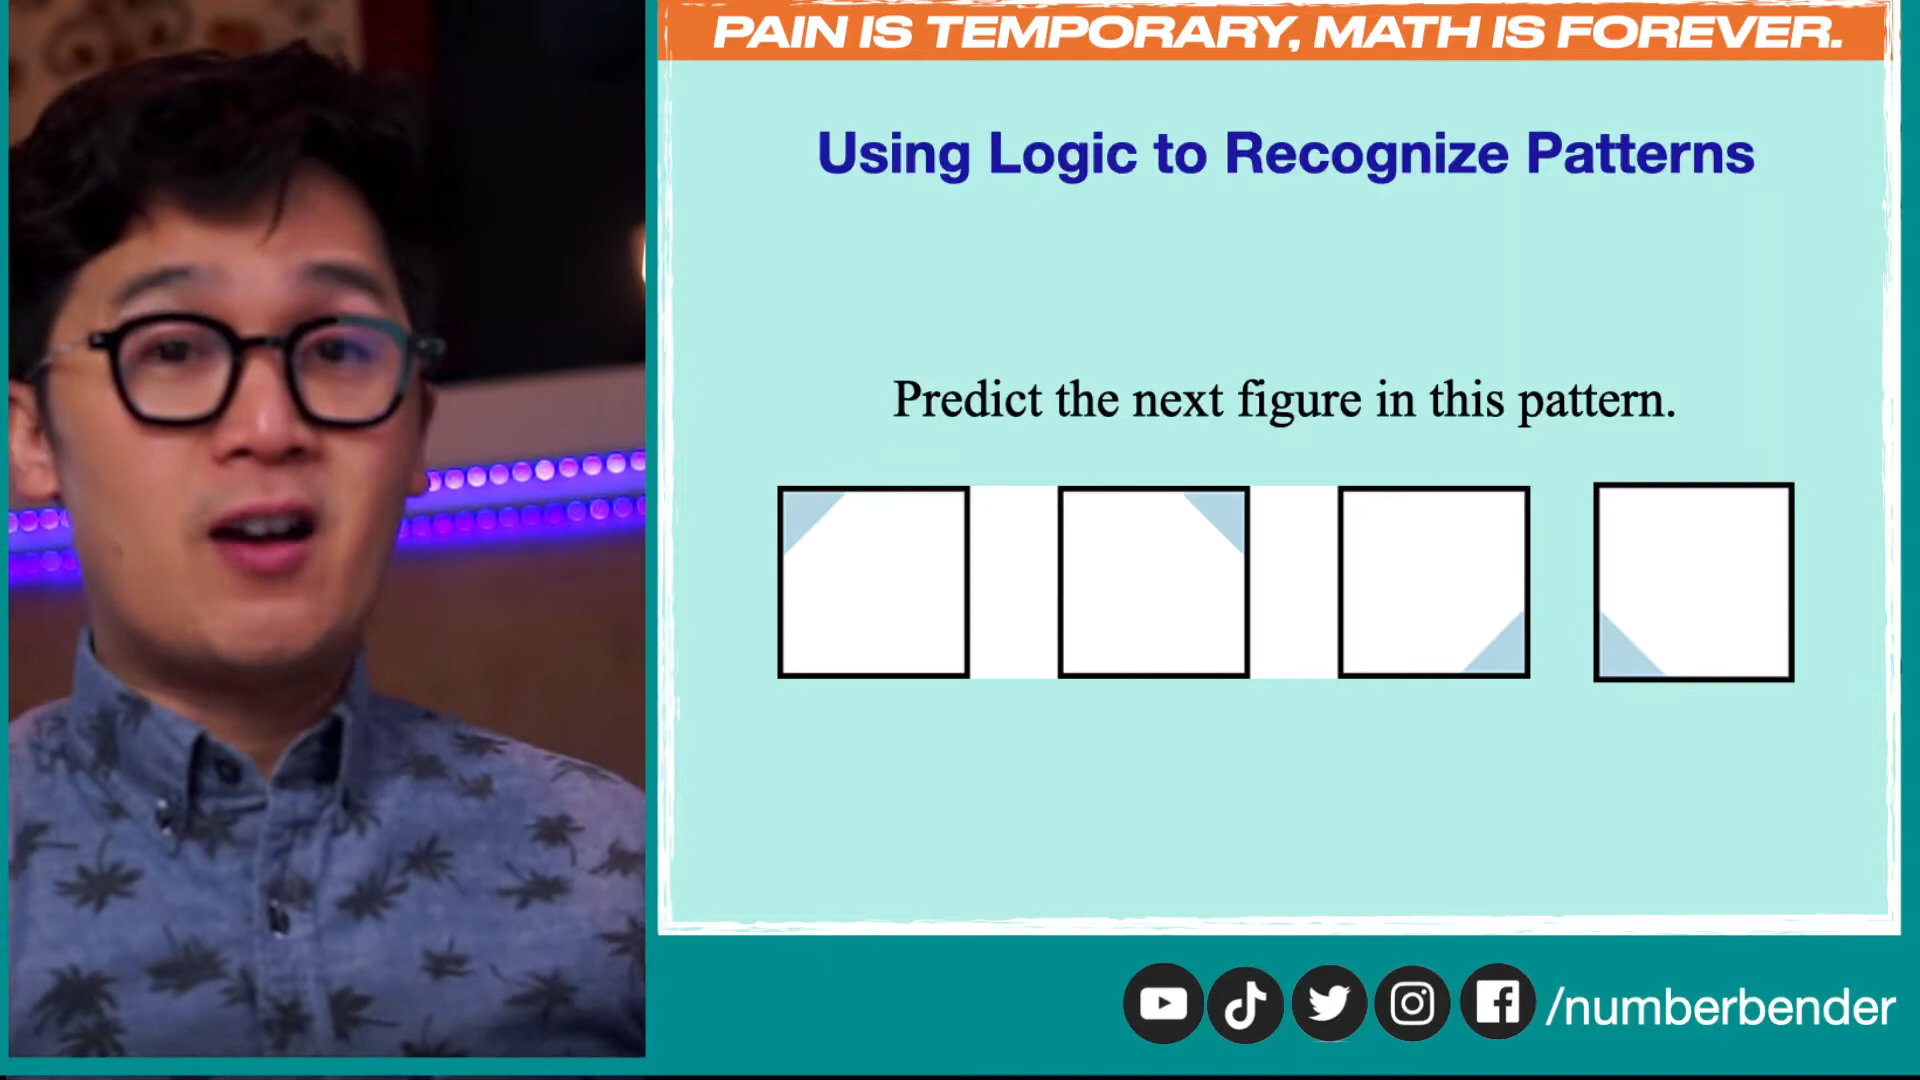 PAIN IS TEMPORARY, MATH IS FOREVER.
Using Logic to Recognize Patterns
Predict the next figure in this pattern.
/numberbender